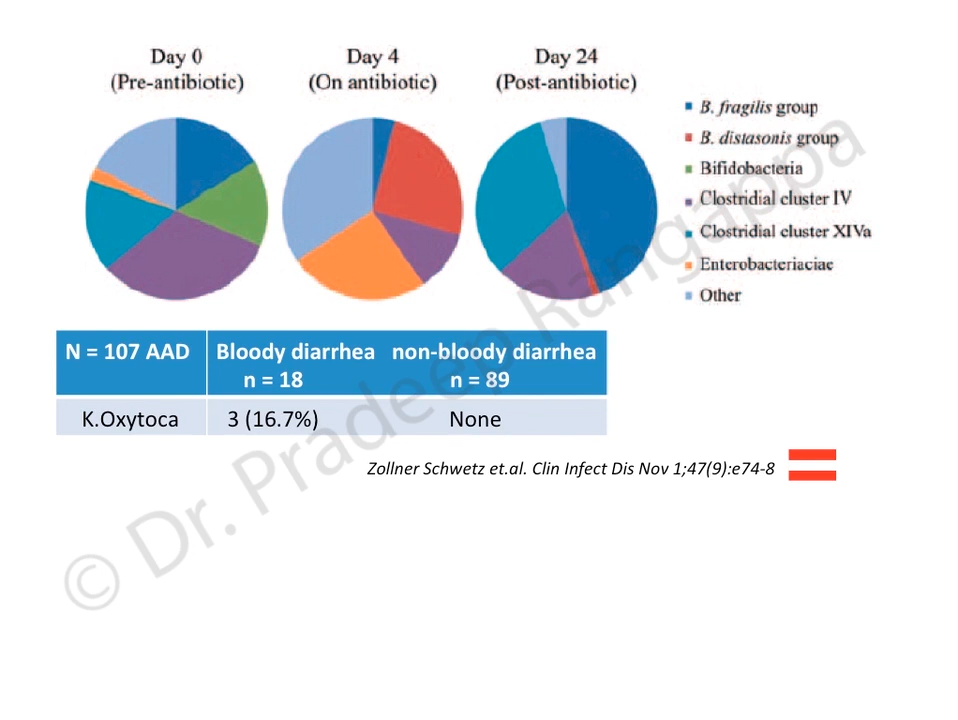 Day 0
(Pre-antibiotic)
Day 4
(On antibiotic)
Day 24
(Post-antibiotic)
B. fragilis group
B. distasonis group
Bifidobacteria
Clostridial cluster IV
Clostridial cluster XIVa
Enterobacteriaciae
Other
N = 107 AAD
Bloody diarrhea
n = 18
non-bloody diarrhea
n = 89
K.Oxytoca
3 (16.7%)
None
Zollner Schwetz et.al. Clin Infect Dis Nov 1;47(9):e74-8
© Dr. Pradeep Rangappa